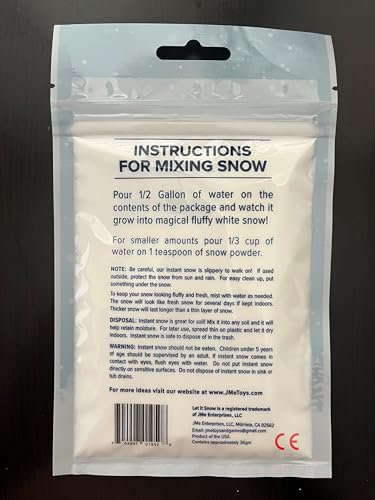 INSTRUCTIONS
FOR MIXING SNOW
Pour 1/2 Gallon of water on the
contents of the package and watch it
grow into magical fluffy white snow!
For smaller amounts pour 1/3 cup of
water on 1 teaspoon of snow powder.
NOTE: Be careful, our instant snow is slippery to walk on! If used
outside, protect the snow from sun and rain. For easy clean up, put
something under the snow.
To keep your snow looking fluffy and fresh, mist with water as needed.
The snow will look like fresh snow for several days if kept indoors.
Thicker snow will last longer than a thin layer of snow.
DISPOSAL: Instant snow is great for soil! Mix it into any soil and it will
help retain moisture. For later use, spread thin on plastic and let it dry
indoors. Instant snow is safe to dispose of in the trash.
WARNING: Instant snow should not be eaten. Children under 5 years
of age should be supervised by an adult. If instant snow comes in
contact with eyes, flush eyes with water. Do not put instant snow
directly on sensitive surfaces. Do not dispose of instant snow in sink or
tub drains.
For more ideas visit our website at www.JMeToys.com
Let it Snow is a registered trademark
of JMe Enterprises, LLC
JMe Enterprises, LLC, Murrieta, CA 92562
Email: jmetoysandgames@gmail.com
Product of the USA
Contains approximately 30gm
CE